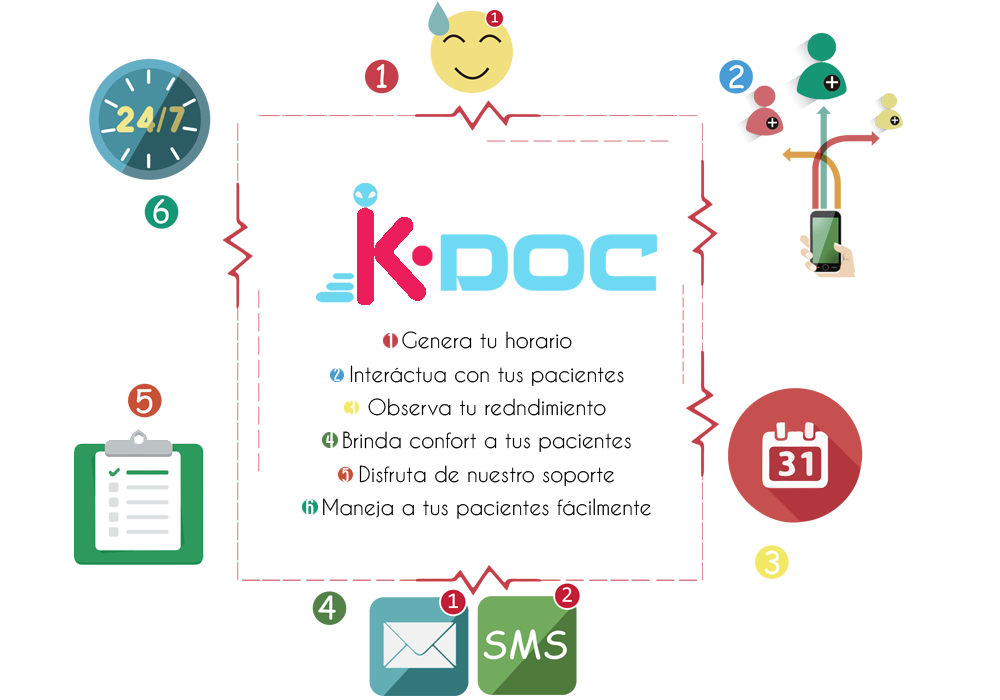 1
1
2
24/7
6
K·DOC
1 Genera tu horario
2 Interáctua con tus pacientes
3 Observa tu redndimiento
4 Brinda confort a tus pacientes
5 Disfruta de nuestro soporte
6 Maneja a tus pacientes fácilmente
5
31
3
4
1
2
SMS